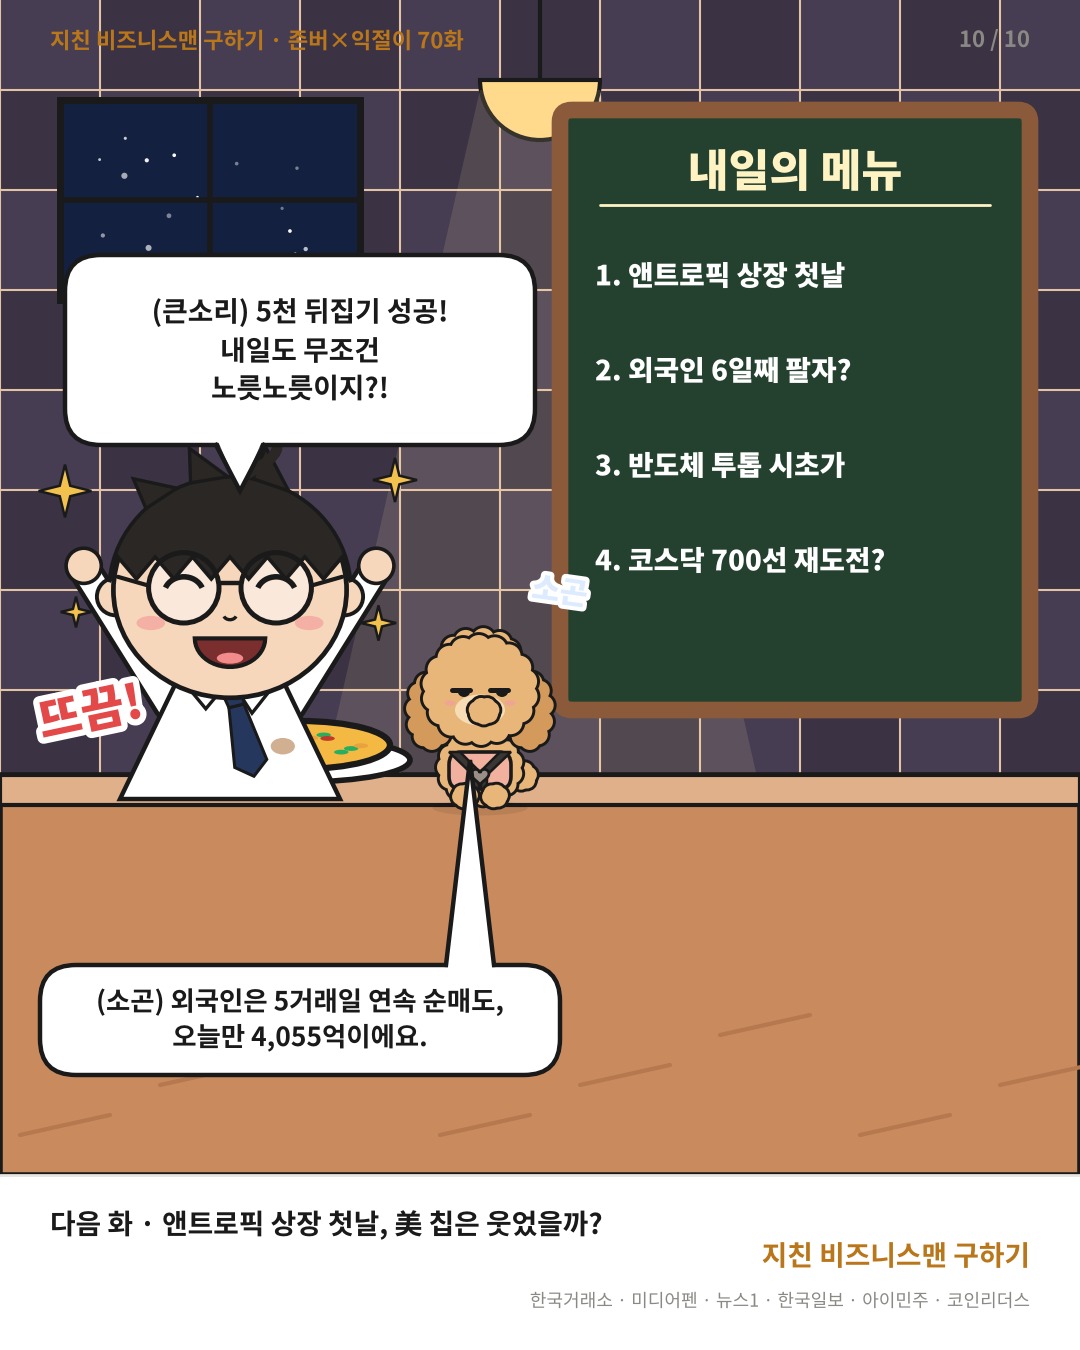 지친 비즈니스맨 구하기 · 존버×익절이 70화
10 / 10
내일의 메뉴
1. 앤트로픽 상장 첫날
2. 외국인 6일째 팔자?
3. 반도체 투톱 시초가
4. 코스닥 700선 재도전?
(큰소리) 5천 뒤집기 성공!
내일도 무조건
노릇노릇이지?!
소곤
뜨끔!
(소곤) 외국인은 5거래일 연속 순매도,
오늘만 4,055억이에요.
다음 화 · 앤트로픽 상장 첫날, 美 칩은 웃었을까?
지친 비즈니스맨 구하기
한국거래소 · 미디어펜 · 뉴스1 · 한국일보 · 아이민주 · 코인리더스